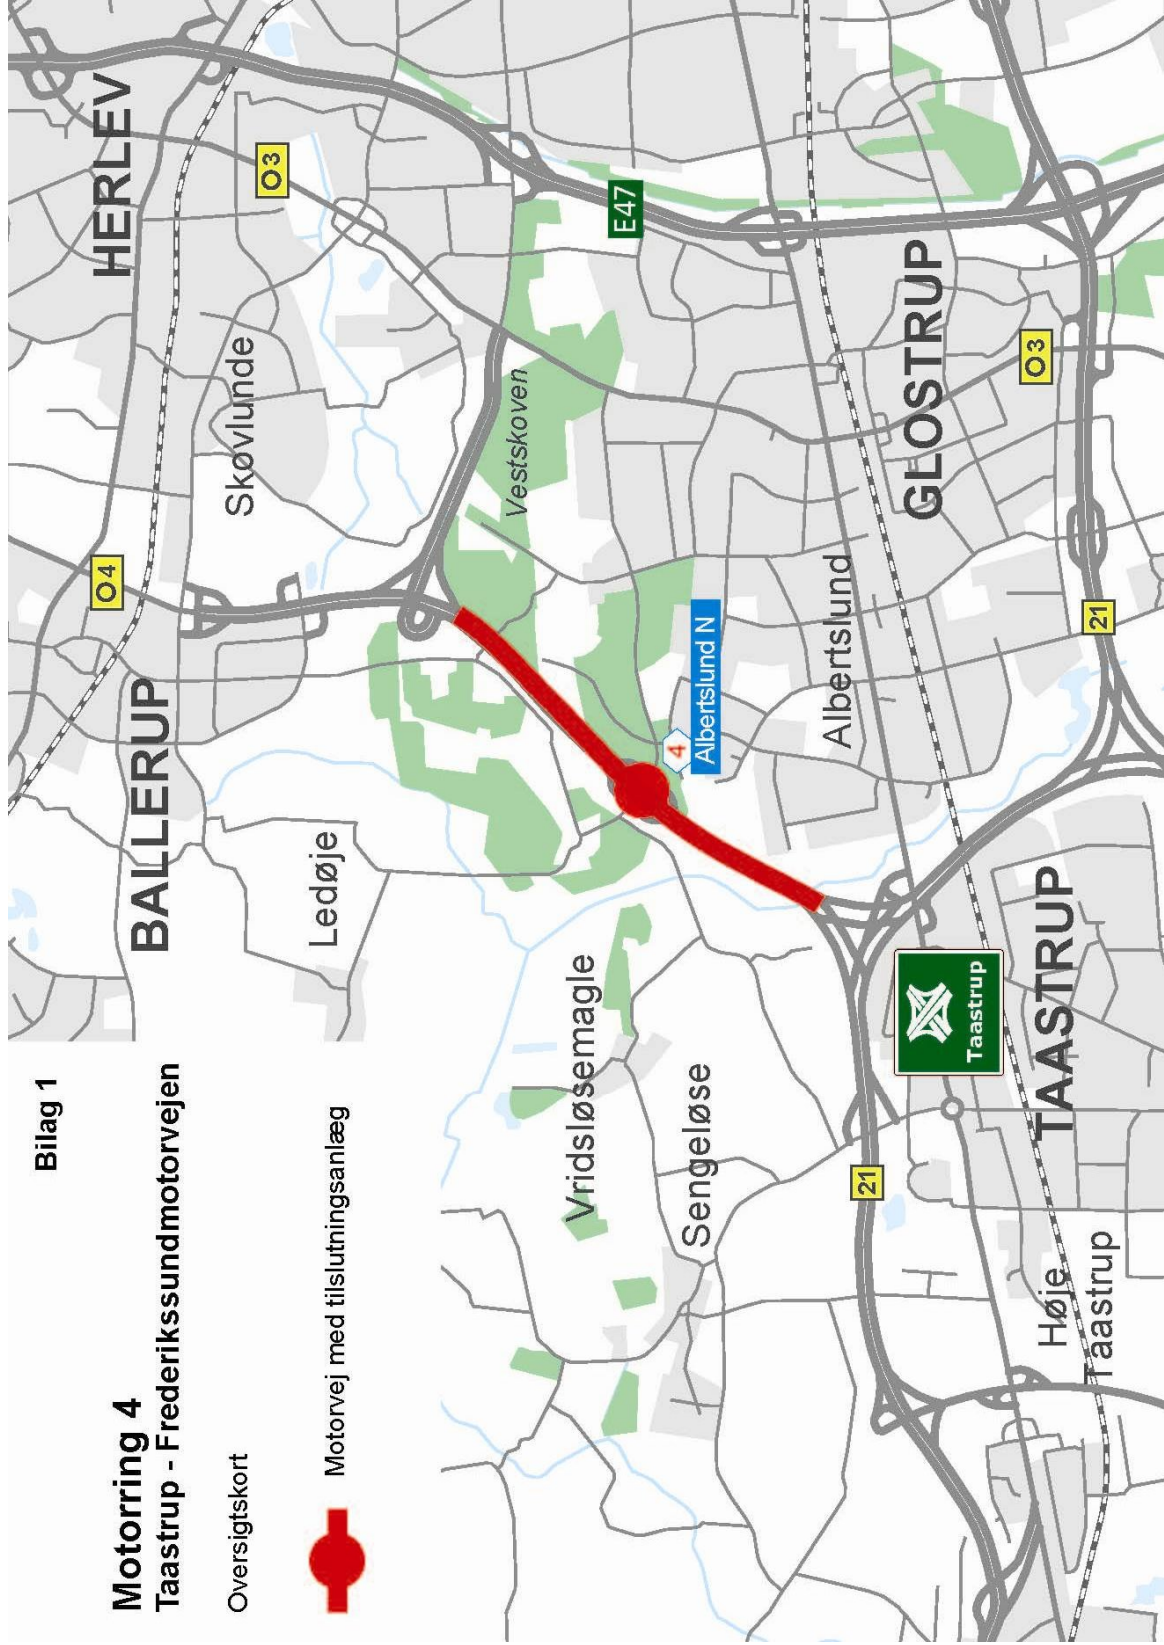 Bilag 1
Motorring 4
Taastrup - Frederikssundmotorvejen
Oversigtskort
Motorvej med tilslutningsanlæg
HERLEV
O3
O4
BALLERUP
Skovlunde
Ledøje
Vestskoven
E47
4
Albertslund N
Vridsløsemagle
Sengeløse
Albertslund
GLOSTRUP
O3
21
21
Taastrup
TAASTRUP
Høje
Taastrup